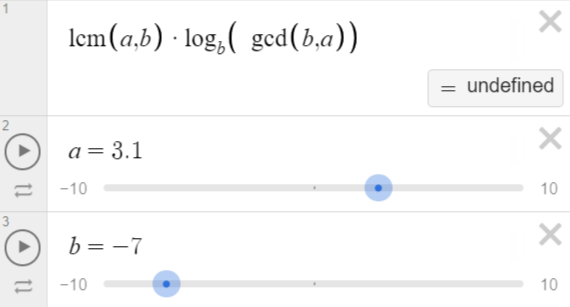 1
lcm(a,b) · log_b( gcd(b,a))
= undefined
2
a = 3.1
−10 10
3
b = −7
−10 10